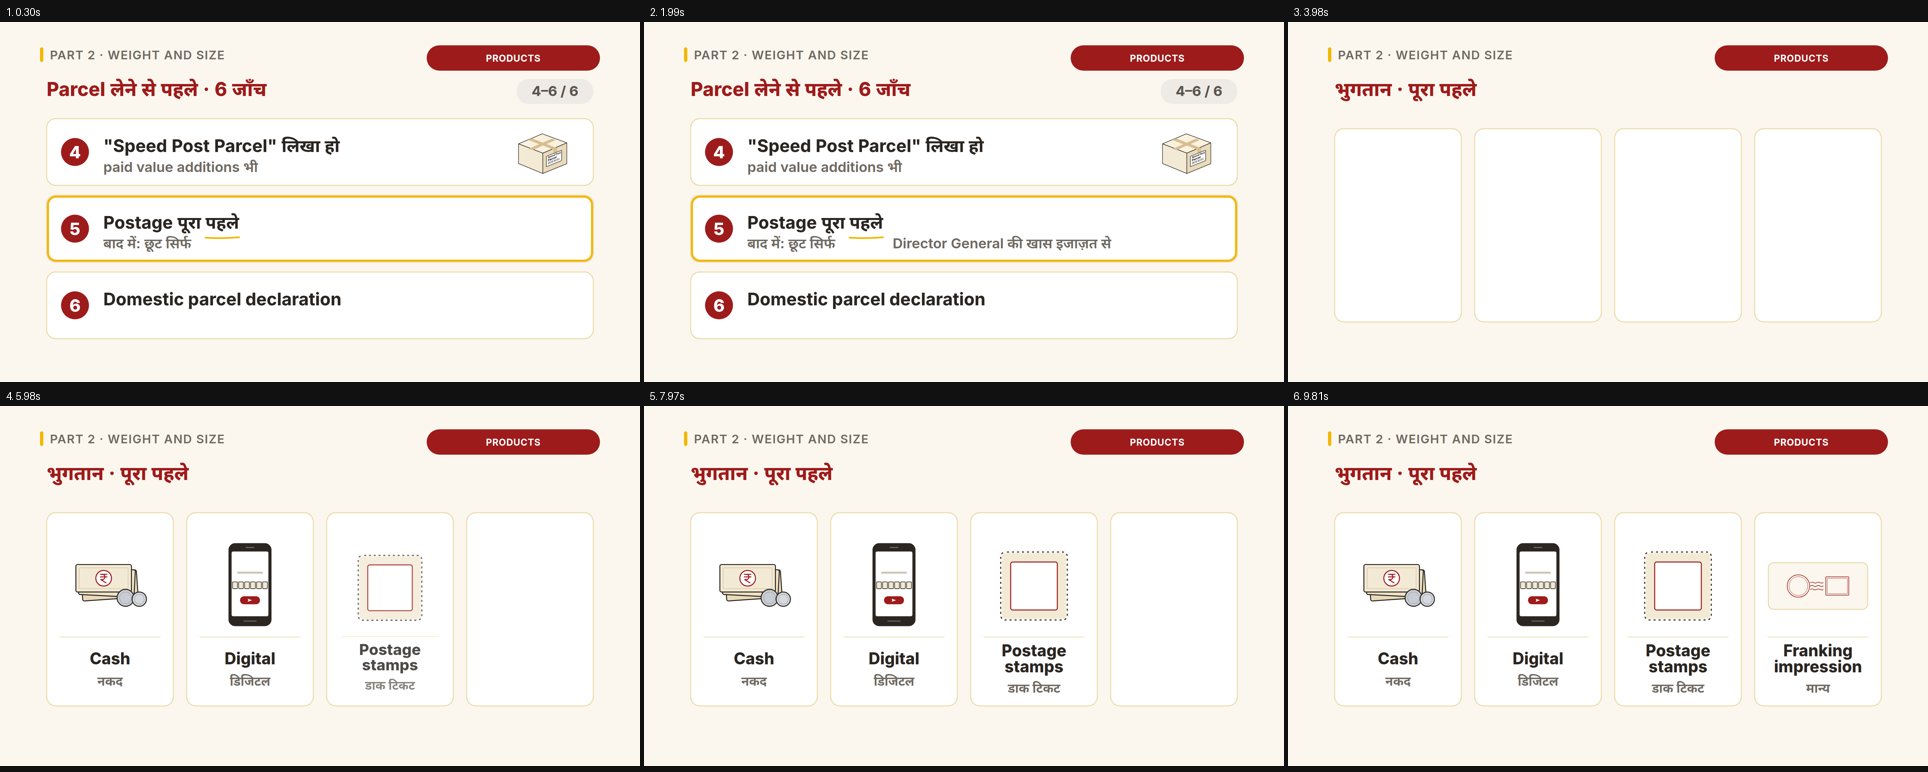 1. 0.30s
PART 2 · WEIGHT AND SIZE
PRODUCTS
Parcel लेने से पहले · 6 जाँच
4–6 / 6
4
"Speed Post Parcel" लिखा हो
paid value additions भी
5
Postage पूरा पहले
बाद में: छूट सिर्फ
6
Domestic parcel declaration
2. 1.99s
PART 2 · WEIGHT AND SIZE
PRODUCTS
Parcel लेने से पहले · 6 जाँच
4–6 / 6
4
"Speed Post Parcel" लिखा हो
paid value additions भी
5
Postage पूरा पहले
बाद में: छूट सिर्फ Director General की खास इजाज़त से
6
Domestic parcel declaration
3. 3.98s
PART 2 · WEIGHT AND SIZE
PRODUCTS
भुगतान · पूरा पहले
4. 5.98s
PART 2 · WEIGHT AND SIZE
PRODUCTS
भुगतान · पूरा पहले
₹
Cash
नकद
Digital
डिजिटल
Postage
stamps
डाक टिकट
5. 7.97s
PART 2 · WEIGHT AND SIZE
PRODUCTS
भुगतान · पूरा पहले
₹
Cash
नकद
Digital
डिजिटल
Postage
stamps
डाक टिकट
6. 9.81s
PART 2 · WEIGHT AND SIZE
PRODUCTS
भुगतान · पूरा पहले
₹
Cash
नकद
Digital
डिजिटल
Postage
stamps
डाक टिकट
Franking
impression
मान्य